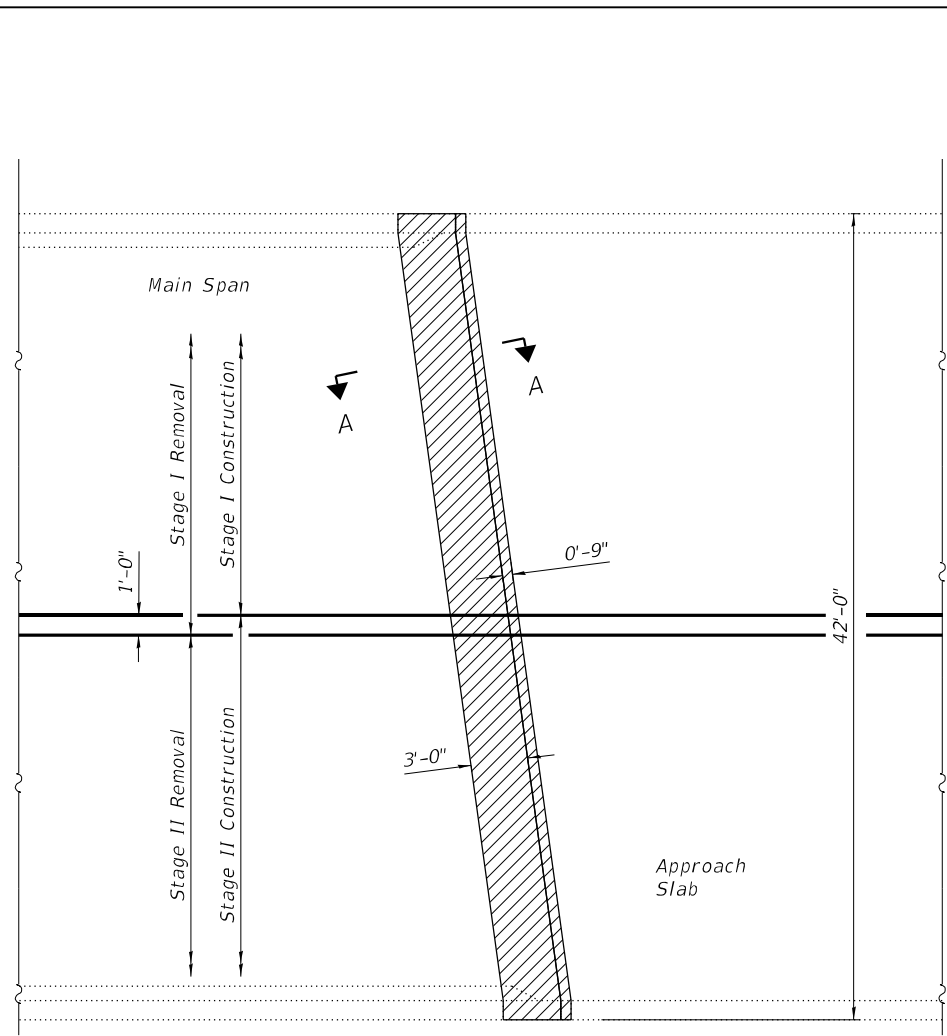 Main Span
A
A
Stage I Removal
Stage I Construction
1'-0"
0'-9"
42'-0"
3'-0"
Stage II Removal
Stage II Construction
Approach
Slab